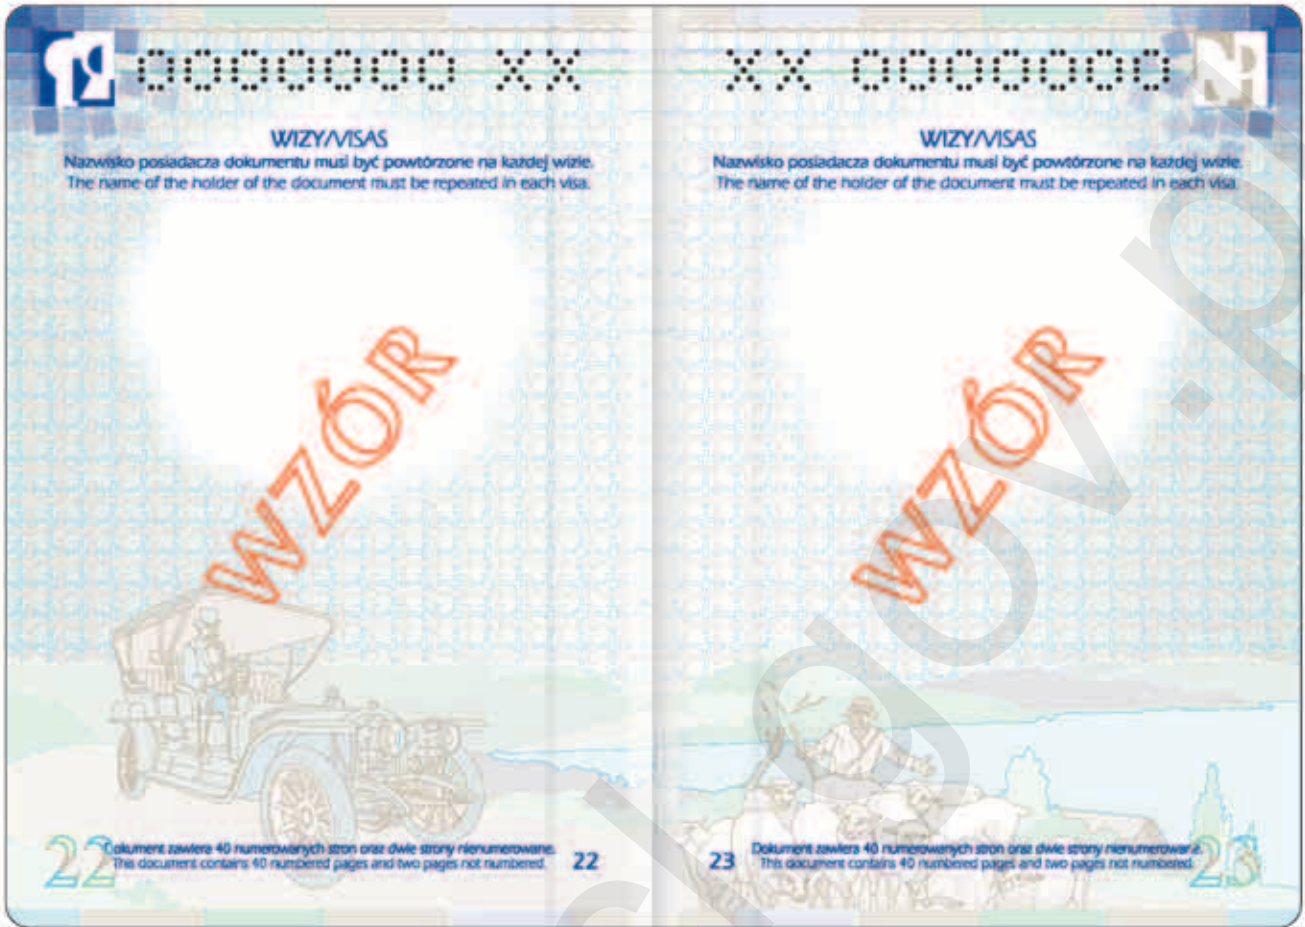 0000000 XX
WIZY/VISAS
Nazwisko posiadacza dokumentu musi być powtórzone na każdej wizie.
The name of the holder of the document must be repeated in each visa.
WZÓR
22
Dokument zawiera 40 numerowanych stron oraz dwie strony nienumerowane.
This document contains 40 numbered pages and two pages not numbered.
22
XX 0000000
WIZY/VISAS
Nazwisko posiadacza dokumentu musi być powtórzone na każdej wizie.
The name of the holder of the document must be repeated in each visa.
WZÓR
23
Dokument zawiera 40 numerowanych stron oraz dwie strony nienumerowane.
This document contains 40 numbered pages and two pages not numbered.
23
gov.pl